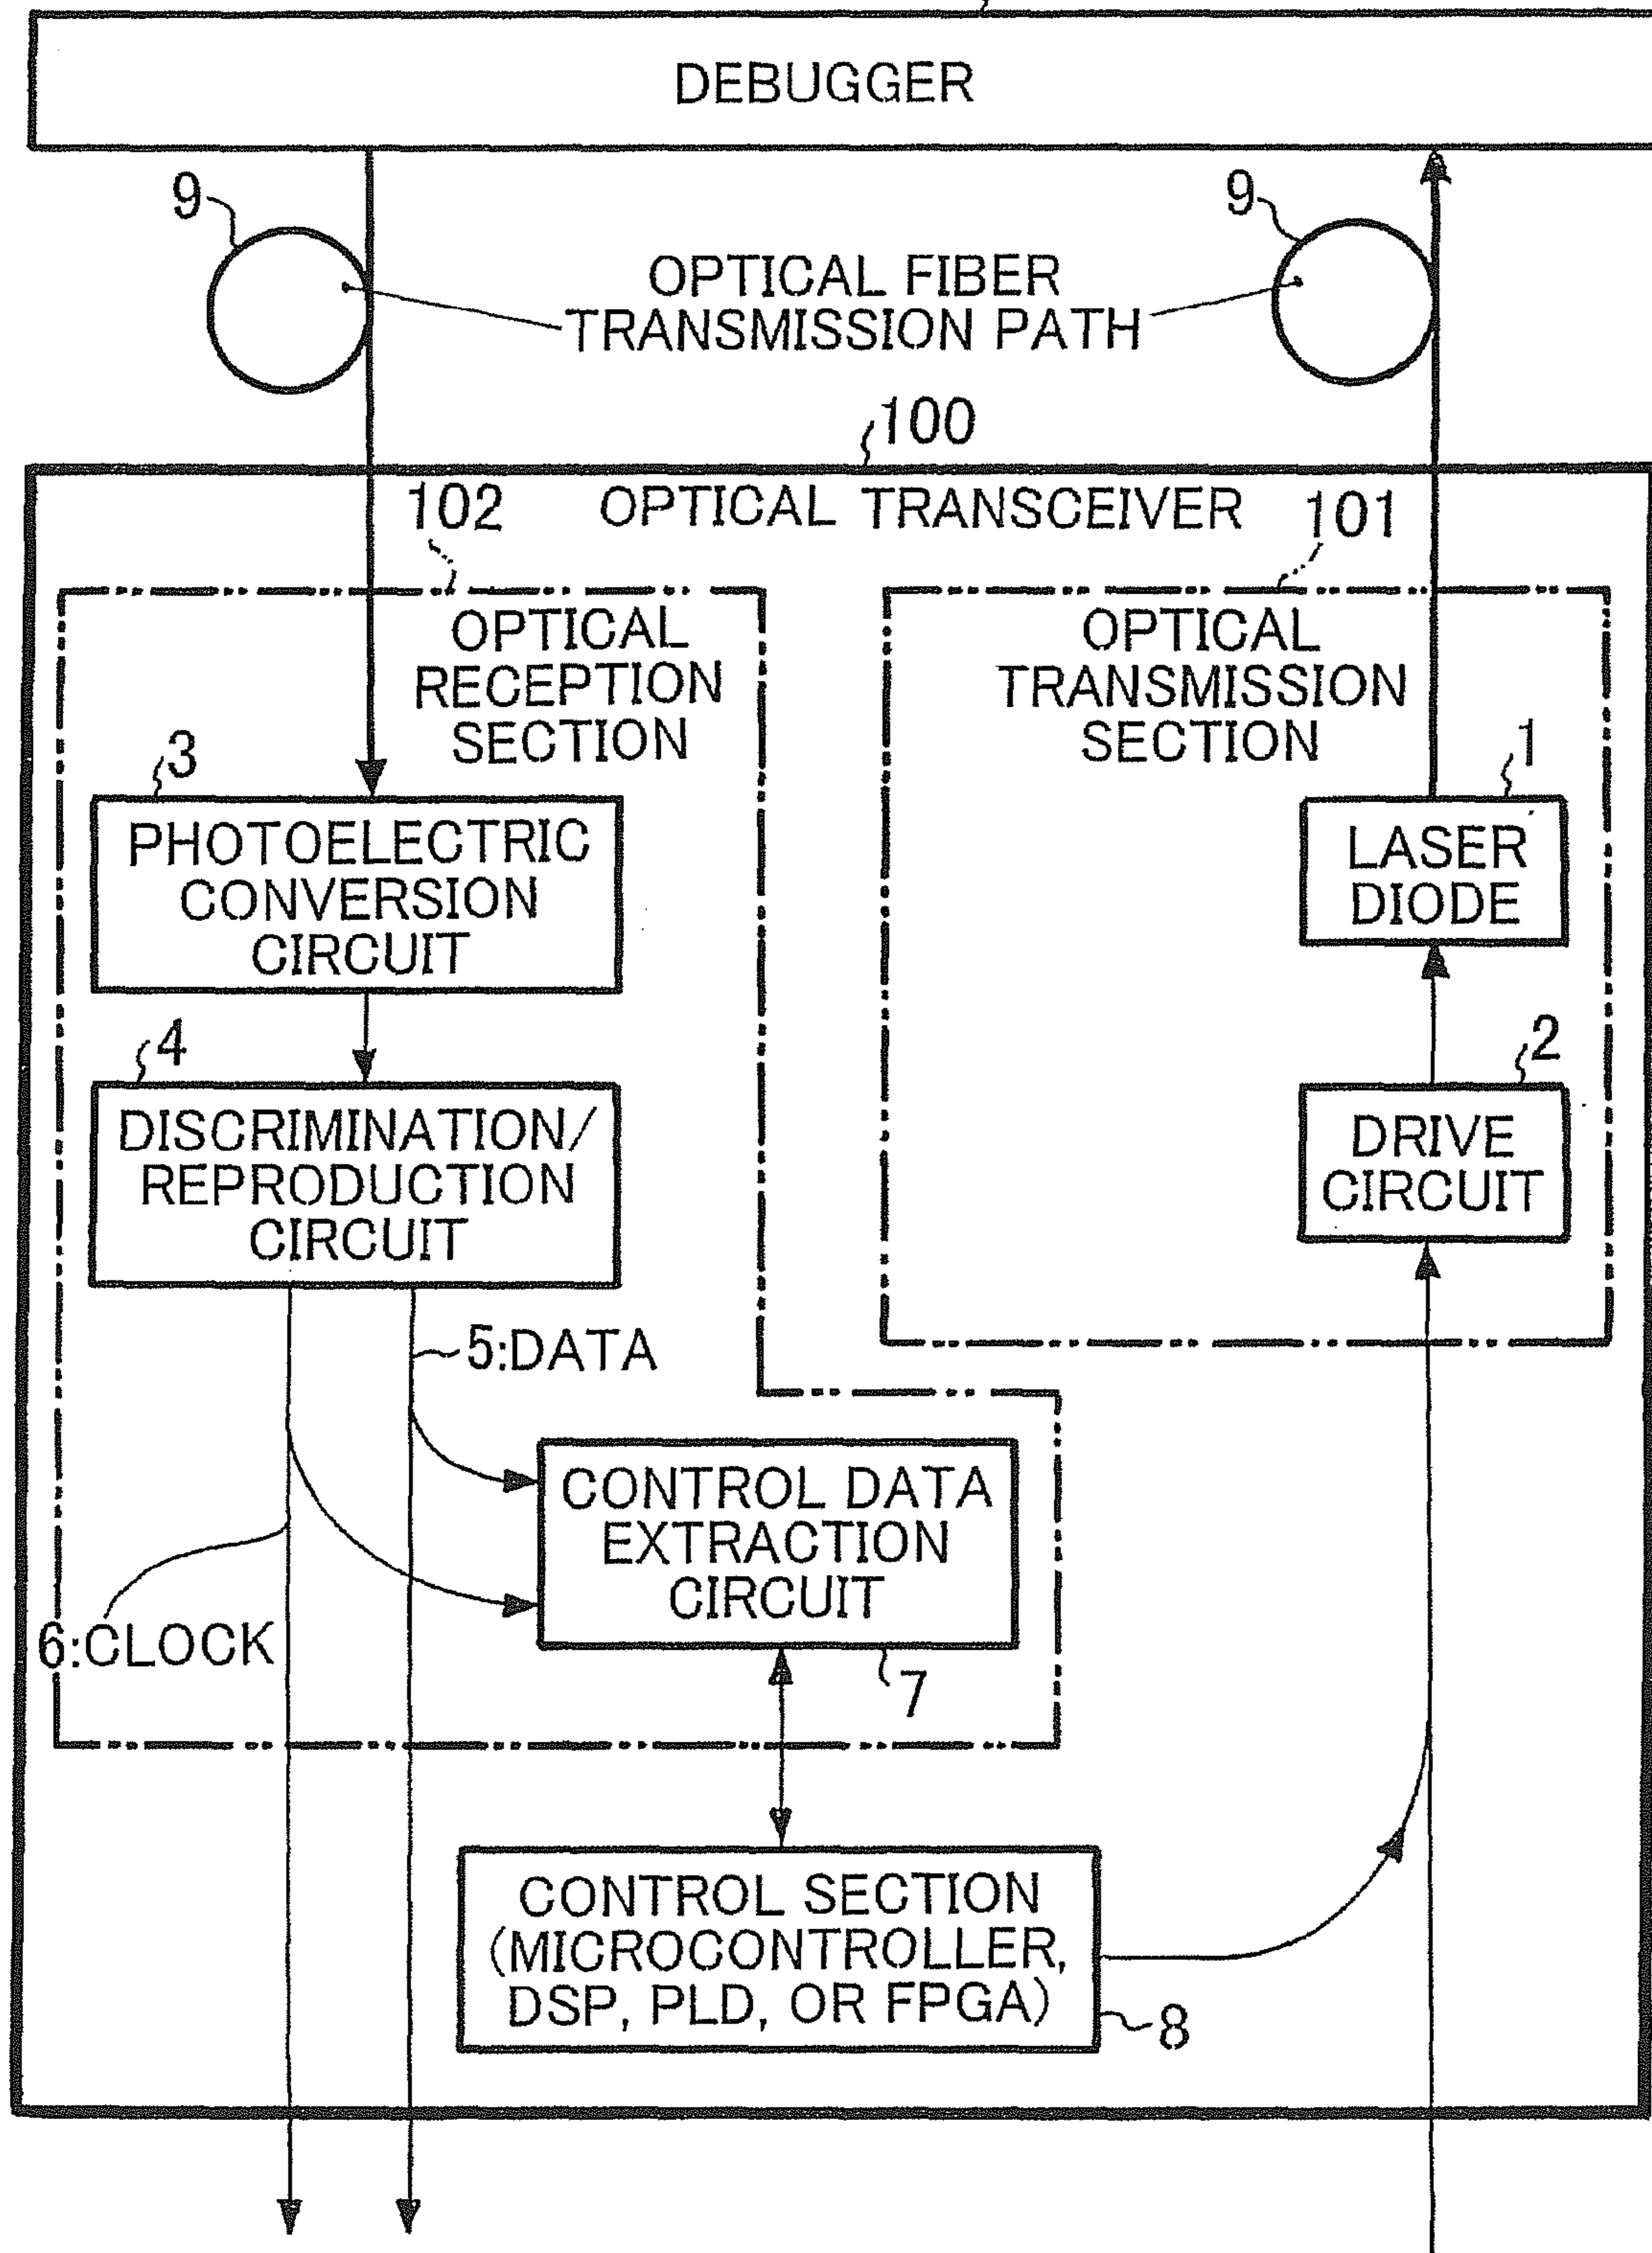 DEBUGGER
9
9
OPTICAL FIBER
TRANSMISSION PATH
100
OPTICAL TRANSCEIVER
102
101
OPTICAL
RECEPTION
SECTION
OPTICAL
TRANSMISSION
SECTION
3
PHOTOELECTRIC
CONVERSION
CIRCUIT
1
LASER
DIODE
4
DISCRIMINATION/
REPRODUCTION
CIRCUIT
2
DRIVE
CIRCUIT
5:DATA
CONTROL DATA
EXTRACTION
CIRCUIT
6:CLOCK
7
CONTROL SECTION
(MICROCONTROLLER,
DSP, PLD, OR FPGA)
8